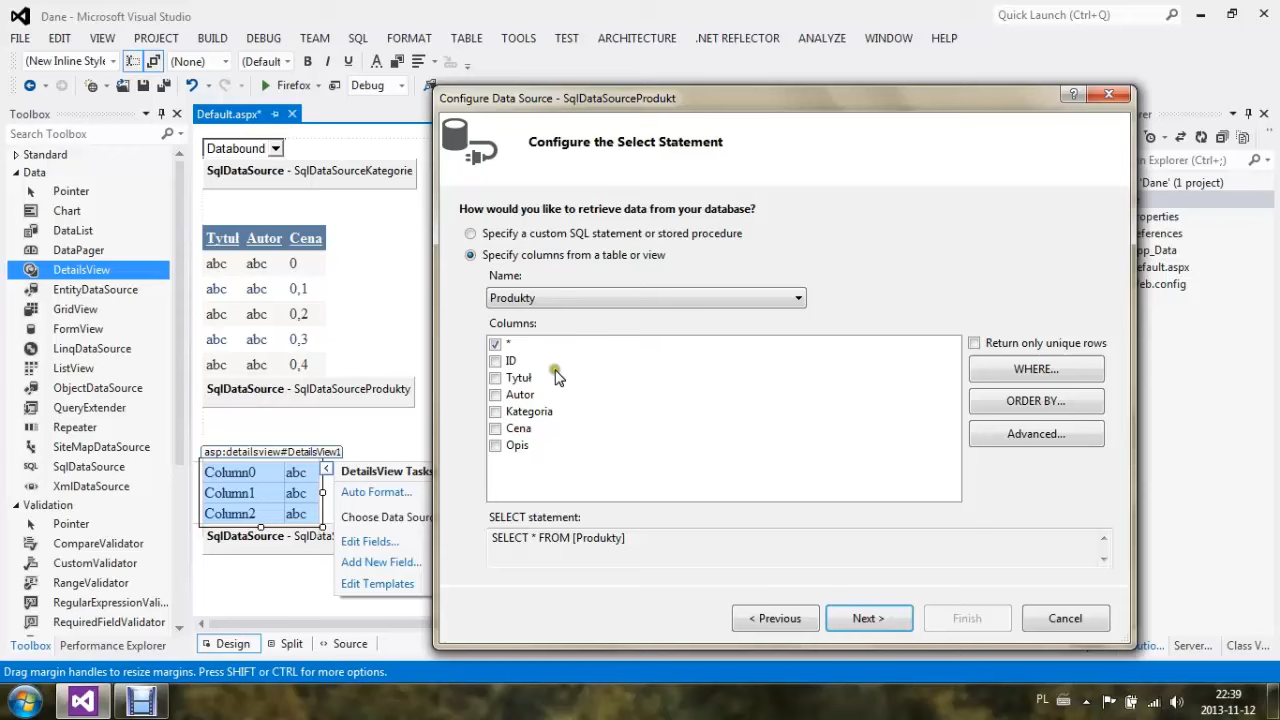 Dane - Microsoft Visual Studio
Quick Launch (Ctrl+Q)
FILE EDIT VIEW PROJECT BUILD DEBUG TEAM SQL FORMAT TABLE TOOLS TEST ARCHITECTURE .NET REFLECTOR ANALYZE WINDOW HELP
(New Inline Style (None) (Default B I U A
Firefox Debug
Toolbox
Search Toolbox
Standard
Data
Pointer
Chart
DataList
DataPager
DetailsView
EntityDataSource
GridView
FormView
LinqDataSource
ListView
ObjectDataSource
QueryExtender
Repeater
SiteMapDataSource
SQL SqlDataSource
XmlDataSource
Validation
Pointer
CompareValidator
CustomValidator
RangeValidator
RegularExpressionVali...
RequiredFieldValidator
Toolbox Performance Explorer
Default.aspx*
Databound
SqlDataSource - SqlDataSourceKategorie
Tytul Autor Cena
abc abc 0
abc abc 0,1
abc abc 0,2
abc abc 0,3
abc abc 0,4
SqlDataSource - SqlDataSourceProdukty
asp:detailsview#DetailsView1
Column0 abc
Column1 abc
Column2 abc
SqlDataSource - SqlDa
DetailsView Tasks
Auto Format...
Choose Data Sour
Edit Fields...
Add New Field...
Edit Templates
Design Split Source
Configure Data Source - SqlDataSourceProdukt
?
Configure the Select Statement
How would you like to retrieve data from your database?
Specify a custom SQL statement or stored procedure
Specify columns from a table or view
Name:
Produkty
Columns:
*
ID
Tytuł
Autor
Kategoria
Cena
Opis
Return only unique rows
WHERE...
ORDER BY...
Advanced...
SELECT statement:
SELECT * FROM [Produkty]
< Previous Next > Finish Cancel
rer
Explorer (Ctrl+;)
'Dane' (1 project)
operties
eferences
pp_Data
efault.aspx
Veb.config
utio... Server... Class V...
Drag margin handles to resize margins. Press SHIFT or CTRL for more options.
PL
22:39
2013-11-12